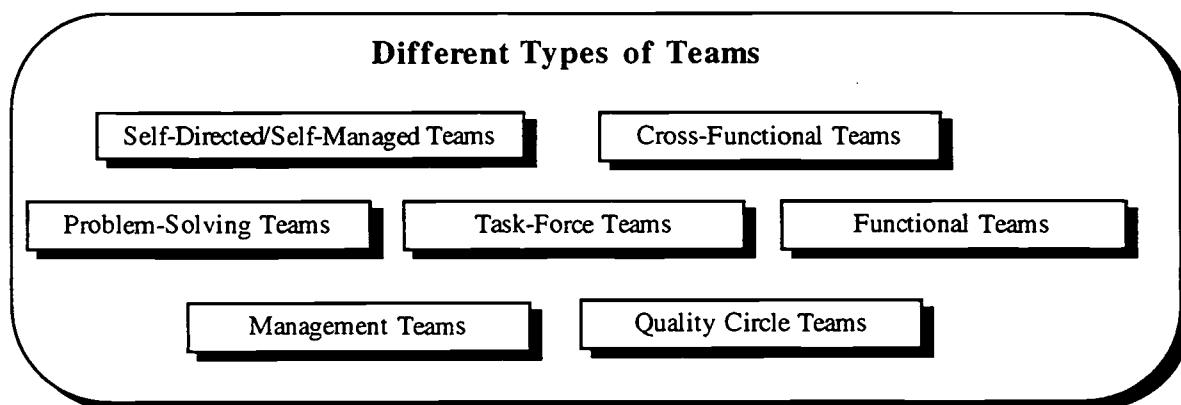 Different Types of Teams
Self-Directed/Self-Managed Teams
Cross-Functional Teams
Problem-Solving Teams
Task-Force Teams
Functional Teams
Management Teams
Quality Circle Teams